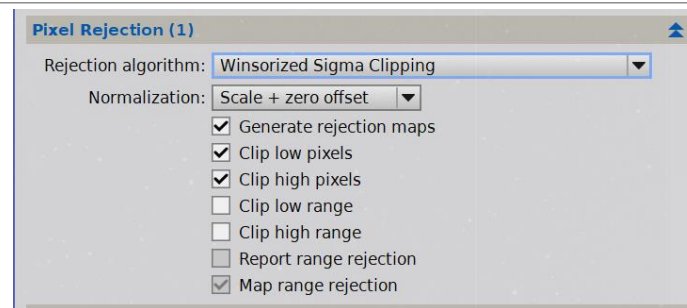 Pixel Rejection (1)
Rejection algorithm: Winsorized Sigma Clipping
Normalization: Scale + zero offset
Generate rejection maps
Clip low pixels
Clip high pixels
Clip low range
Clip high range
Report range rejection
Map range rejection